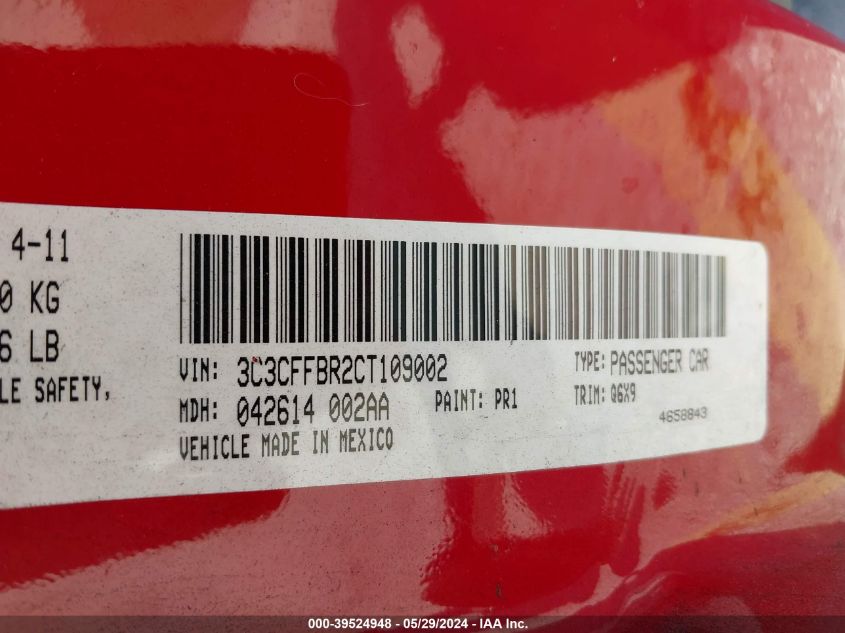 4-11
0 KG
6 LB
LE SAFETY,
VIN: 3C3CFFBR2CT109002
TYPE: PASSENGER CAR
MDH: 042614 002AA
PAINT: PR1
TRIM: Q6X9
VEHICLE MADE IN MEXICO
4658843
000-39524948 - 05/29/2024 - IAA Inc.